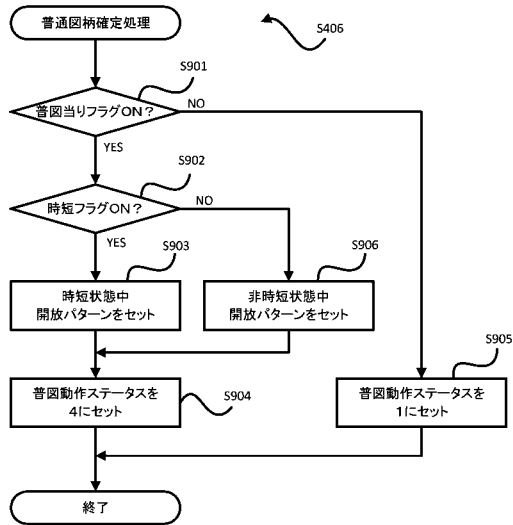 普通図柄確定処理
S406
S901
普図当りフラグON？
NO
YES
S902
時短フラグON？
NO
YES
S903
S906
時短状態中
開放パターンをセット
非時短状態中
開放パターンをセット
S905
普図動作ステータスを
4にセット
S904
普図動作ステータスを
1にセット
終了